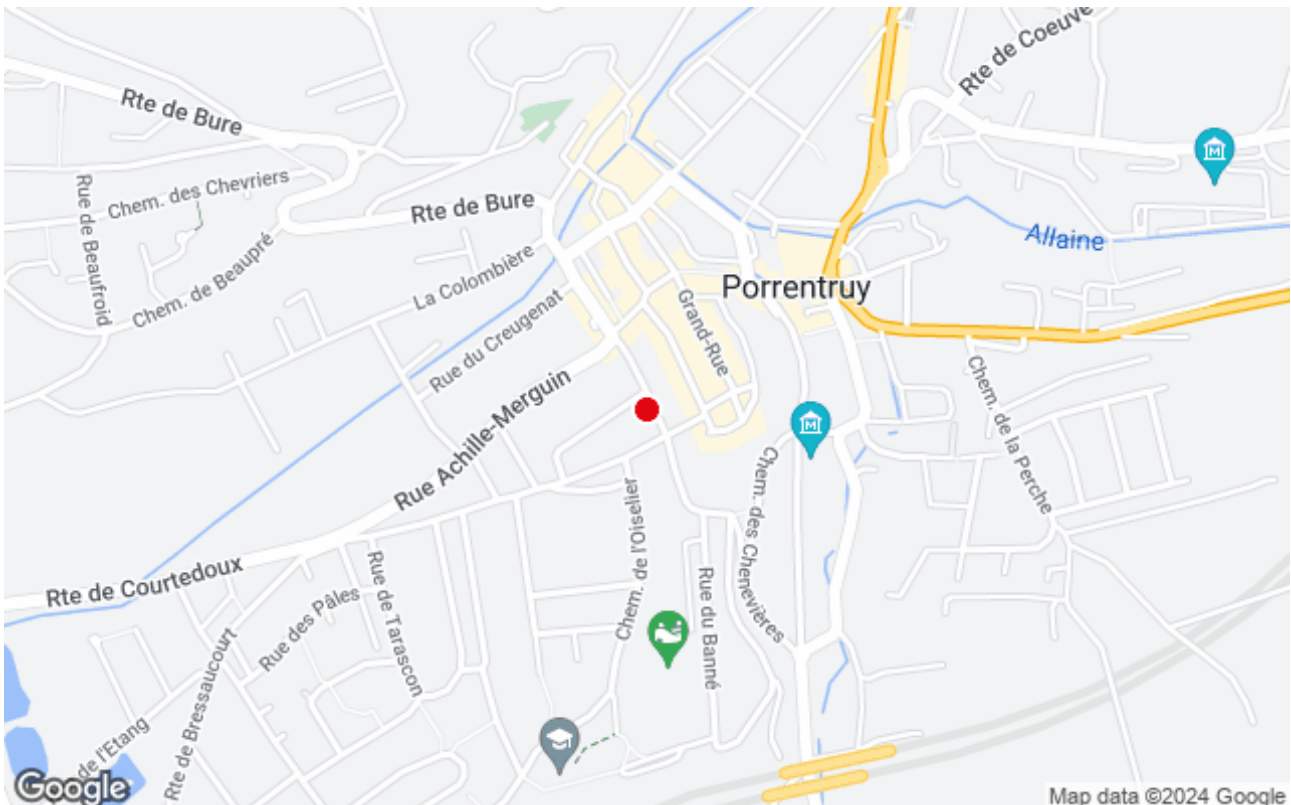 Rte de Coeuve
Rte de Bure
Rue de Beaufroid
Chem. des Chevriers
Rte de Bure
Allaine
Chem. de Beaupré
La Colombière
Porrentruy
Rue du Creugenat
Grand-Rue
Chem. de la Perche
Rue Achille-Merguin
Chem. des Chenevières
Chem. de l'Oiselier
Rte de Courtedoux
Rue de Tarascon
Rue des Pâles
Rue du Banné
Rte de Bressaucourt
de l'Etang
Google
Map data ©2024 Google